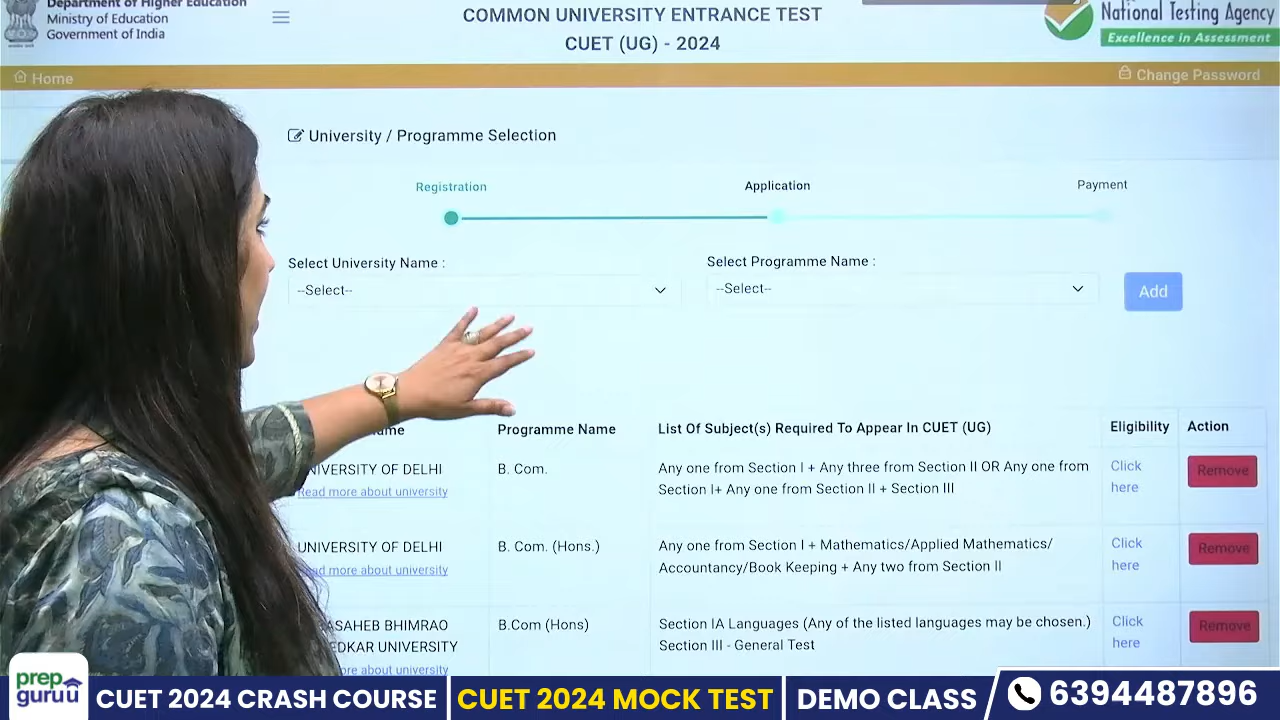 Department of Higher Education
Ministry of Education
Government of India
COMMON UNIVERSITY ENTRANCE TEST
CUET (UG) - 2024
National Testing Agency
Excellence in Assessment
Home
Change Password
University / Programme Selection
Registration
Application
Payment
Select University Name :
Select Programme Name :
--Select--
--Select--
Add
Programme Name
List Of Subject(s) Required To Appear In CUET (UG)
Eligibility
Action
UNIVERSITY OF DELHI
Read more about university
B. Com.
Any one from Section I + Any three from Section II OR Any one from
Section I+ Any one from Section II + Section III
Click
here
Remove
UNIVERSITY OF DELHI
about university
B. Com. (Hons.)
Any one from Section I + Mathematics/Applied Mathematics/
Accountancy/Book Keeping + Any two from Section II
Click
here
Remove
BHIMRAO
UNIVERSITY
about university
B.Com (Hons)
Section IA Languages (Any of the listed languages may be chosen.)
Section III - General Test
Click
here
Remove
prep
guru
CUET 2024 CRASH COURSE
CUET 2024 MOCK TEST
DEMO CLASS
6394487896